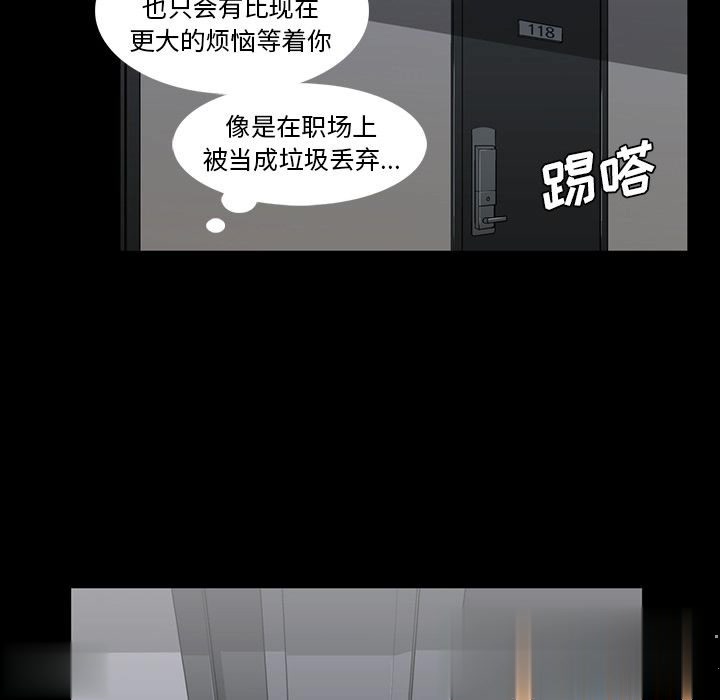 也只会有比现在
更大的烦恼等着你
118
像是在职场上
被当成垃圾丢弃...
踢嗒